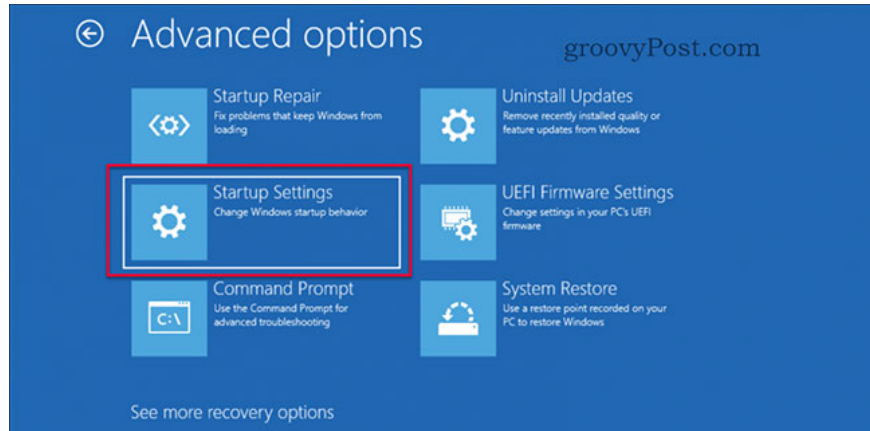 Advanced options
groovyPost.com
Startup Repair
Fix problems that keep Windows from
loading
Uninstall Updates
Remove recently installed quality or
feature updates from Windows
Startup Settings
Change Windows startup behavior
UEFI Firmware Settings
Change settings in your PC's UEFI
firmware
Command Prompt
Use the Command Prompt for
advanced troubleshooting
C:\
System Restore
Use a restore point recorded on your
PC to restore Windows
See more recovery options